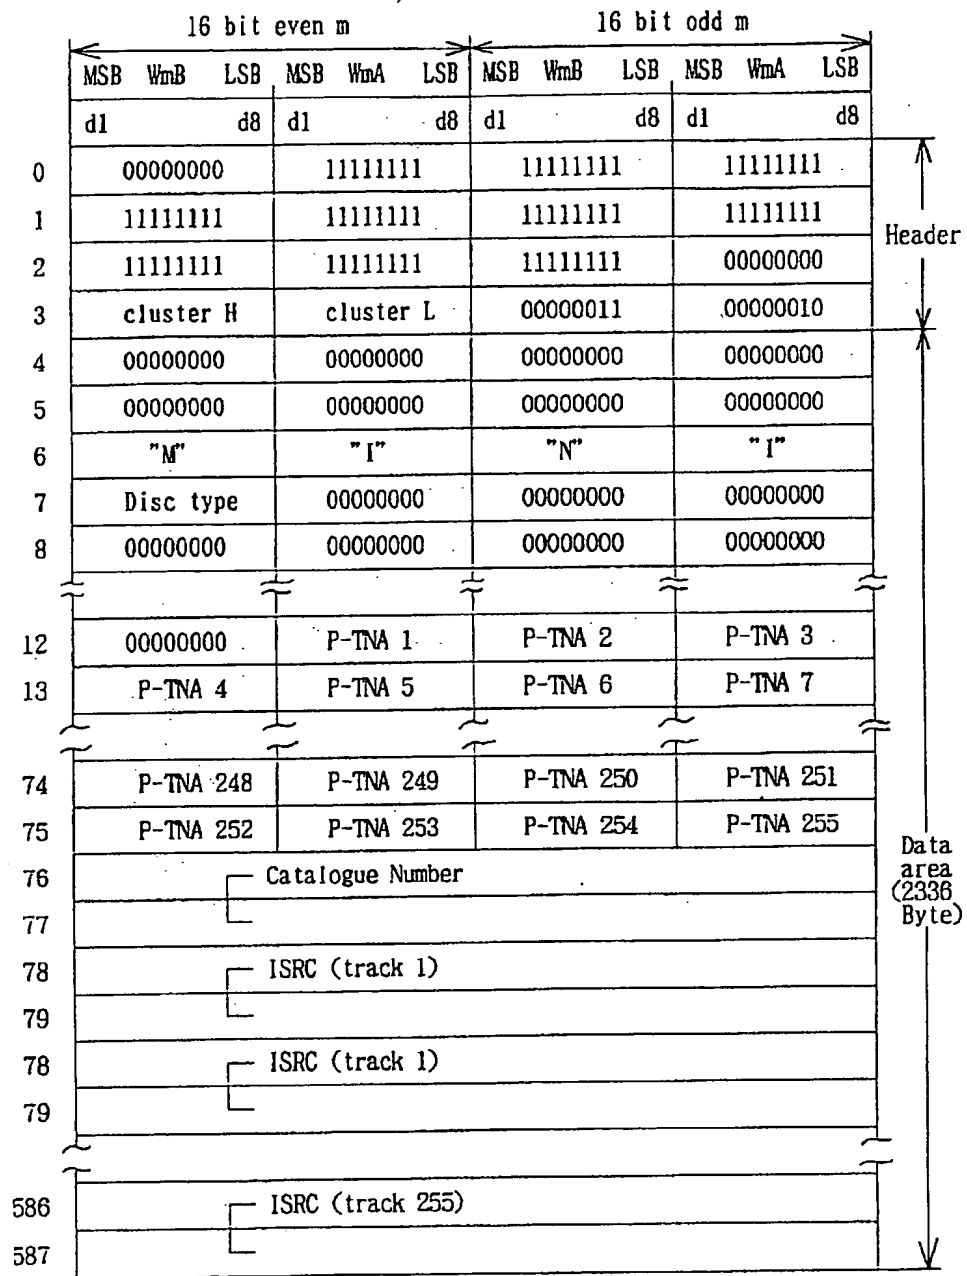 16 bit even m 16 bit odd m
MSB WmB LSB MSB WmA LSB MSB WmB LSB MSB WmA LSB
d1 d8 d1 d8 d1 d8 d1 d8
0 00000000 11111111 11111111 11111111
1 11111111 11111111 11111111 11111111
Header
2 11111111 11111111 11111111 00000000
3 cluster H cluster L 00000011 00000010
4 00000000 00000000 00000000 00000000
5 00000000 00000000 00000000 00000000
6 "M" "I" "N" "I"
7 Disc type 00000000 00000000 00000000
8 00000000 00000000 00000000 00000000
12 00000000 P-TNA 1 P-TNA 2 P-TNA 3
13 P-TNA 4 P-TNA 5 P-TNA 6 P-TNA 7
74 P-TNA 248 P-TNA 249 P-TNA 250 P-TNA 251
75 P-TNA 252 P-TNA 253 P-TNA 254 P-TNA 255
Data
area
(2336
Byte)
76 Catalogue Number
77
78 ISRC (track 1)
79
78 ISRC (track 1)
79
586 ISRC (track 255)
587